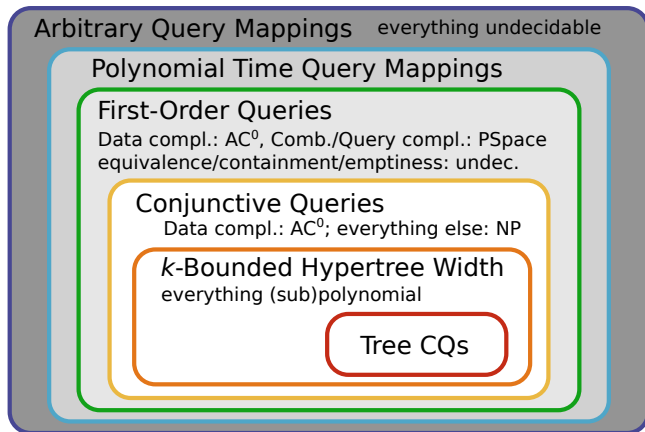 Arbitrary Query Mappings everything undecidable
Polynomial Time Query Mappings
First-Order Queries
Data compl.: AC⁰, Comb./Query compl.: PSpace
equivalence/containment/emptiness: undec.
Conjunctive Queries
Data compl.: AC⁰; everything else: NP
k-Bounded Hypertree Width
everything (sub)polynomial
Tree CQs